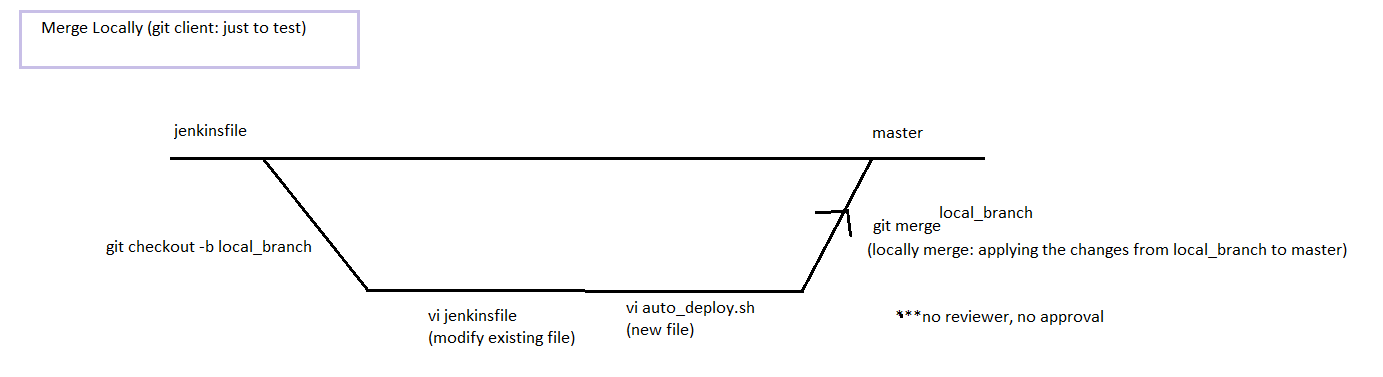 Merge Locally (git client: just to test)
jenkinsfile
master
git checkout -b local_branch
local_branch
git merge
(locally merge: applying the changes from local_branch to master)
vi jenkinsfile
(modify existing file)
vi auto_deploy.sh
(new file)
***no reviewer, no approval